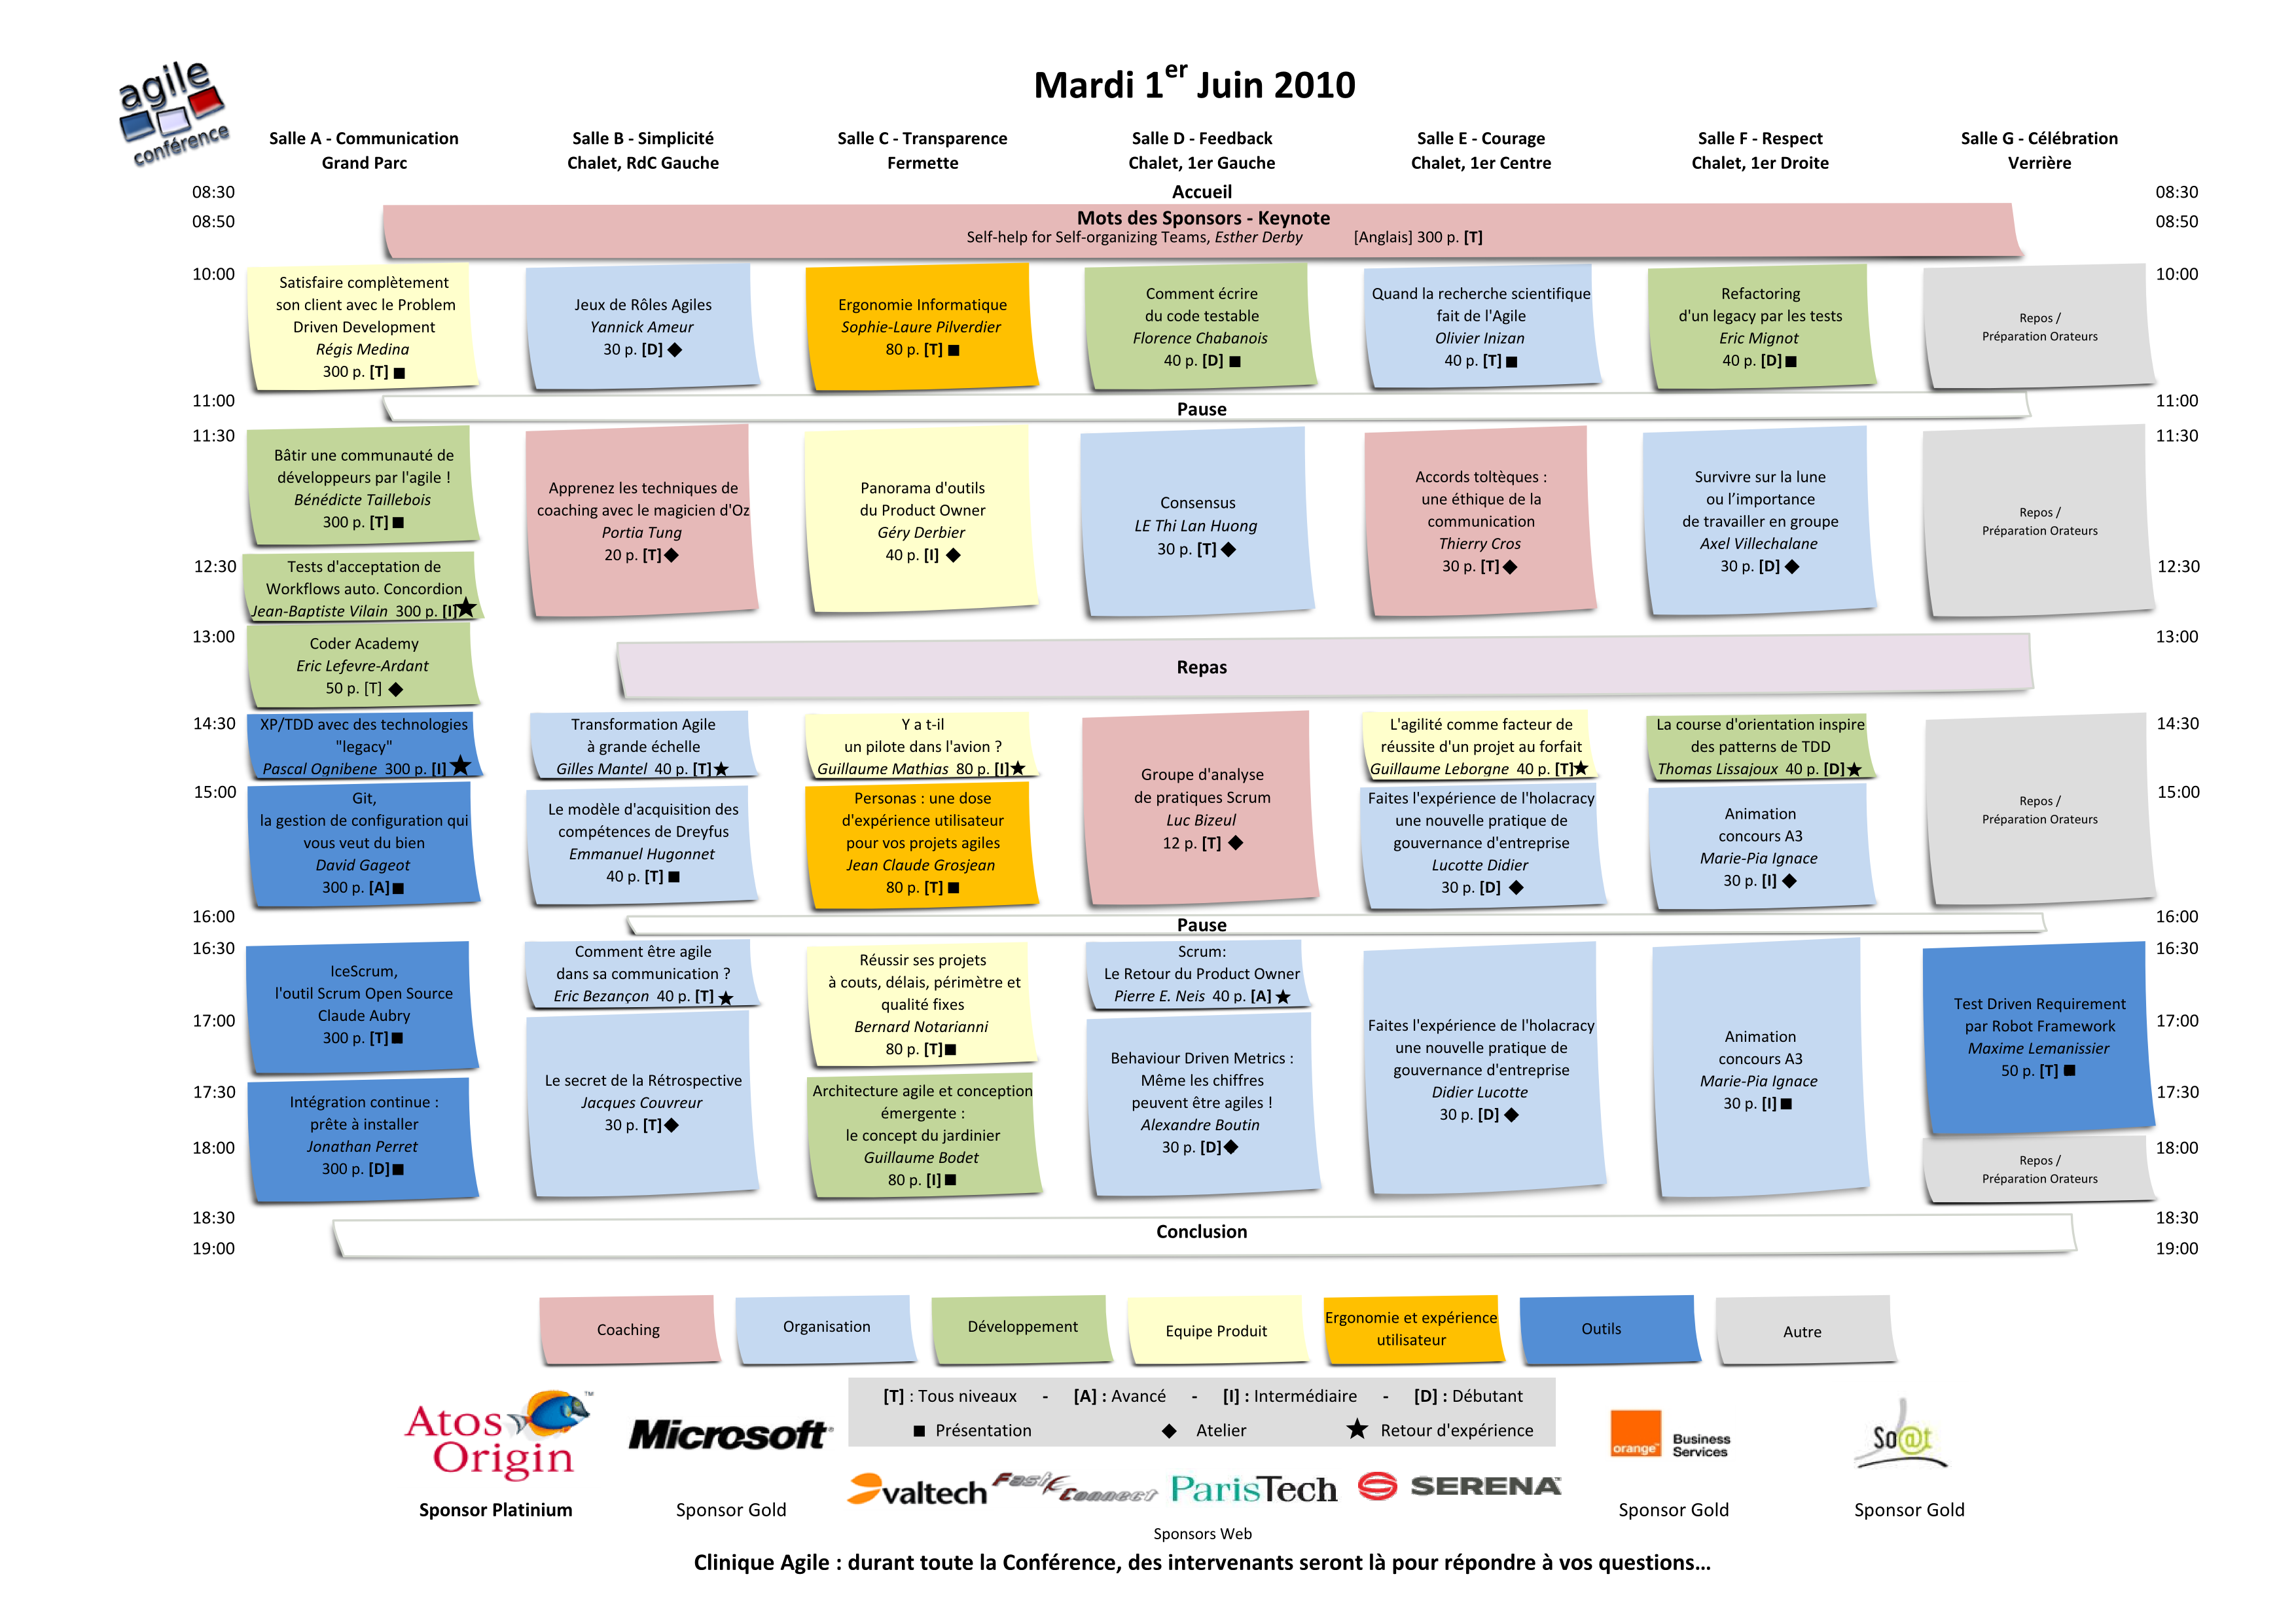 agile
conférence
Mardi 1er Juin 2010
Salle A - Communication
Grand Parc
Salle B - Simplicité
Chalet, RdC Gauche
Salle C - Transparence
Fermette
Salle D - Feedback
Chalet, 1er Gauche
Salle E - Courage
Chalet, 1er Centre
Salle F - Respect
Chalet, 1er Droite
Salle G - Célébration
Verrière
08:30
Accueil
08:30
08:50
Mots des Sponsors - Keynote
Self-help for Self-organizing Teams, Esther Derby [Anglais] 300 p. [T]
08:50
10:00
Satisfaire complètement
son client avec le Problem
Driven Development
Régis Medina
300 p. [T] ■
Jeux de Rôles Agiles
Yannick Ameur
30 p. [D] ◆
Ergonomie Informatique
Sophie-Laure Pilverdier
80 p. [T] ■
Comment écrire
du code testable
Florence Chabanois
40 p. [D] ■
Quand la recherche scientifique
fait de l'Agile
Olivier Inizan
40 p. [T] ■
Refactoring
d'un legacy par les tests
Eric Mignot
40 p. [D] ■
Repos /
Préparation Orateurs
10:00
11:00
Pause
11:00
11:30
Bâtir une communauté de
développeurs par l'agile !
Bénédicte Taillebois
300 p. [T] ■
12:30
Tests d'acceptation de
Workflows auto. Concordion
Jean-Baptiste Vilain 300 p. [I] ★
Apprenez les techniques de
coaching avec le magicien d'Oz
Portia Tung
20 p. [T] ◆
Panorama d'outils
du Product Owner
Géry Derbier
40 p. [I] ◆
Consensus
LE Thi Lan Huong
30 p. [T] ◆
Accords toltèques :
une éthique de la
communication
Thierry Cros
30 p. [T] ◆
Survivre sur la lune
ou l’importance
de travailler en groupe
Axel Villechalane
30 p. [D] ◆
Repos /
Préparation Orateurs
11:30
12:30
13:00
Coder Academy
Eric Lefevre-Ardant
50 p. [T] ◆
Repas
13:00
14:30
XP/TDD avec des technologies
"legacy"
Pascal Ognibene 300 p. [I] ★
Transformation Agile
à grande échelle
Gilles Mantel 40 p. [T] ★
Y a t-il
un pilote dans l'avion ?
Guillaume Mathias 80 p. [I] ★
Groupe d'analyse
de pratiques Scrum
Luc Bizeul
12 p. [T] ◆
L'agilité comme facteur de
réussite d'un projet au forfait
Guillaume Leborgne 40 p. [T] ★
La course d'orientation inspire
des patterns de TDD
Thomas Lissajoux 40 p. [D] ★
Repos /
Préparation Orateurs
14:30
15:00
Git,
la gestion de configuration qui
vous veut du bien
David Gageot
300 p. [A] ■
Le modèle d'acquisition des
compétences de Dreyfus
Emmanuel Hugonnet
40 p. [T] ■
Personas : une dose
d'expérience utilisateur
pour vos projets agiles
Jean Claude Grosjean
80 p. [T] ■
Faites l'expérience de l'holacracy
une nouvelle pratique de
gouvernance d'entreprise
Lucotte Didier
30 p. [D] ◆
Animation
concours A3
Marie-Pia Ignace
30 p. [I] ◆
15:00
16:00
Pause
16:00
16:30
IceScrum,
l'outil Scrum Open Source
Claude Aubry
300 p. [T] ■
Comment être agile
dans sa communication ?
Eric Bezançon 40 p. [T] ★
Réussir ses projets
à couts, délais, périmètre et
qualité fixes
Bernard Notarianni
80 p. [T] ■
Scrum:
Le Retour du Product Owner
Pierre E. Neis 40 p. [A] ★
Faites l'expérience de l'holacracy
une nouvelle pratique de
gouvernance d'entreprise
Didier Lucotte
30 p. [D] ◆
Animation
concours A3
Marie-Pia Ignace
30 p. [I] ■
Test Driven Requirement
par Robot Framework
Maxime Lemanissier
50 p. [T] ■
16:30
17:00
Le secret de la Rétrospective
Jacques Couvreur
30 p. [T] ◆
Behaviour Driven Metrics :
Même les chiffres
peuvent être agiles !
Alexandre Boutin
30 p. [D] ◆
17:00
17:30
Intégration continue :
prête à installer
Jonathan Perret
300 p. [D] ■
Architecture agile et conception
émergente :
le concept du jardinier
Guillaume Bodet
80 p. [I] ■
17:30
18:00
Repos /
Préparation Orateurs
18:00
18:30
Conclusion
18:30
19:00
19:00
Coaching
Organisation
Développement
Equipe Produit
Ergonomie et expérience
utilisateur
Outils
Autre
[T] : Tous niveaux - [A] : Avancé - [I] : Intermédiaire - [D] : Débutant
■ Présentation ◆ Atelier ★ Retour d'expérience
Atos
Origin
™
Sponsor Platinium
Microsoft
Sponsor Gold
valtech
Fast Connect
ParisTech
SERENA
Sponsors Web
orange
Business
Services
Sponsor Gold
So@t
Sponsor Gold
Clinique Agile : durant toute la Conférence, des intervenants seront là pour répondre à vos questions...